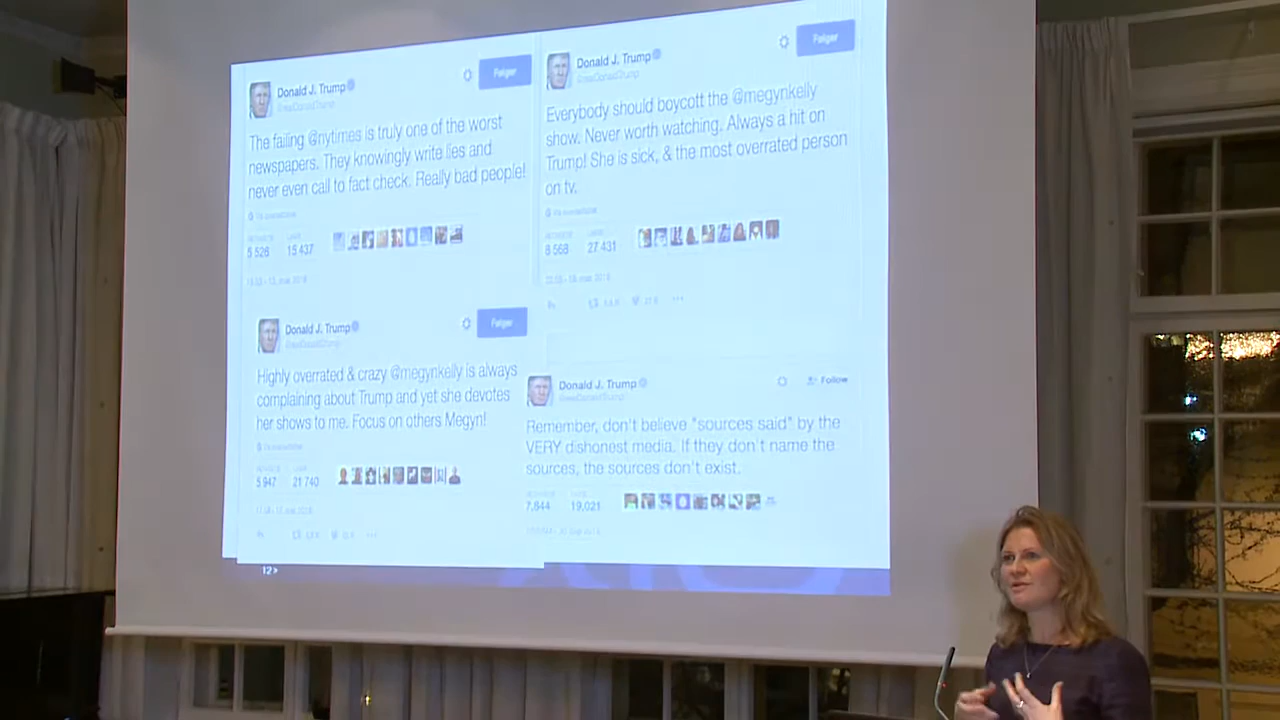 Donald J. Trump
@realDonaldTrump
Følger
The failing @nytimes is truly one of the worst
newspapers. They knowingly write lies and
never even call to fact check. Really bad people!
5 526
15 437
Donald J. Trump
@realDonaldTrump
Følger
Everybody should boycott the @megynkelly
show. Never worth watching. Always a hit on
Trump! She is sick, & the most overrated person
on tv.
8 568
27 431
Donald J. Trump
@realDonaldTrump
Følger
Highly overrated & crazy @megynkelly is always
complaining about Trump and yet she devotes
her shows to me. Focus on others Megyn!
5 947
21 740
Donald J. Trump
@realDonaldTrump
Follow
Remember, don't believe "sources said" by the
VERY dishonest media. If they don't name the
sources, the sources don't exist.
7,844
19,021
12 >